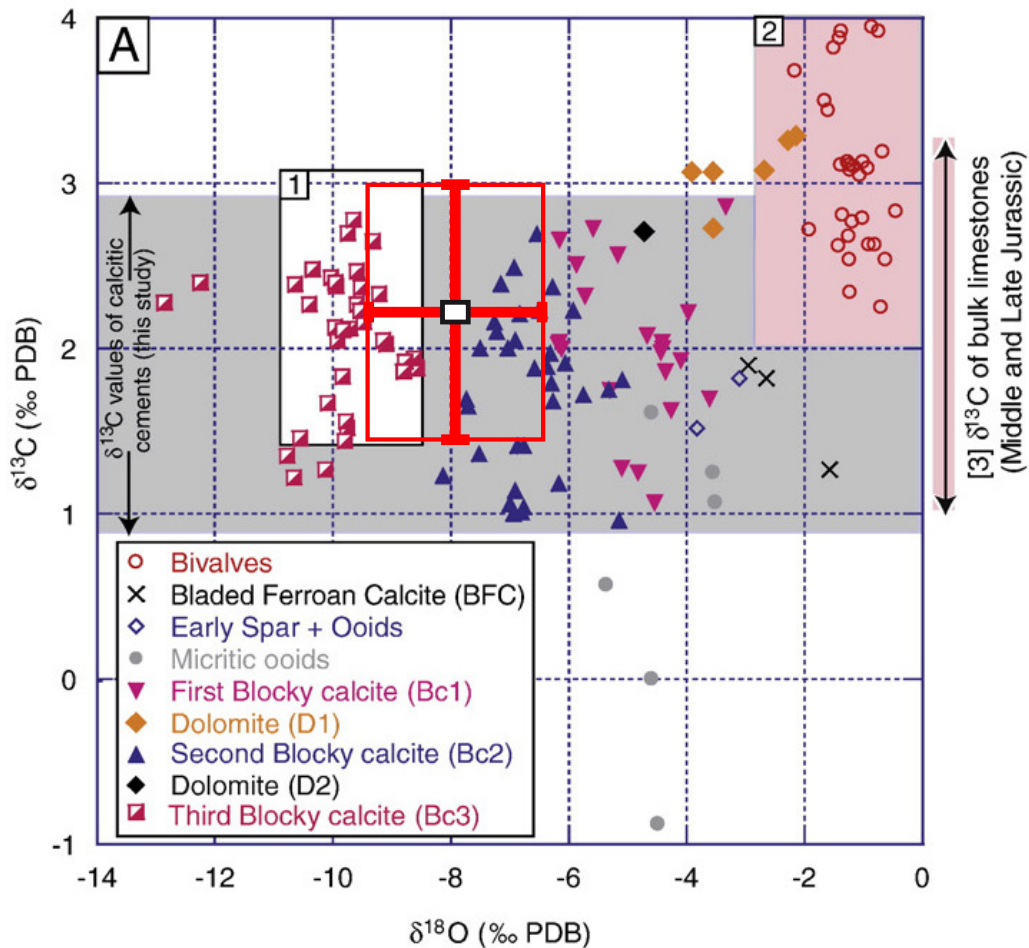 A
4
3
2
1
0
-1
-14
-12
-10
-8
-6
-4
-2
0
δ13C (‰ PDB)
δ18O (‰ PDB)
1
2
δ13C values of calcitic
cements (this study)
[3] δ13C of bulk limestones
(Middle and Late Jurassic)
Bivalves
Bladed Ferroan Calcite (BFC)
Early Spar + Ooids
Micritic ooids
First Blocky calcite (Bc1)
Dolomite (D1)
Second Blocky calcite (Bc2)
Dolomite (D2)
Third Blocky calcite (Bc3)